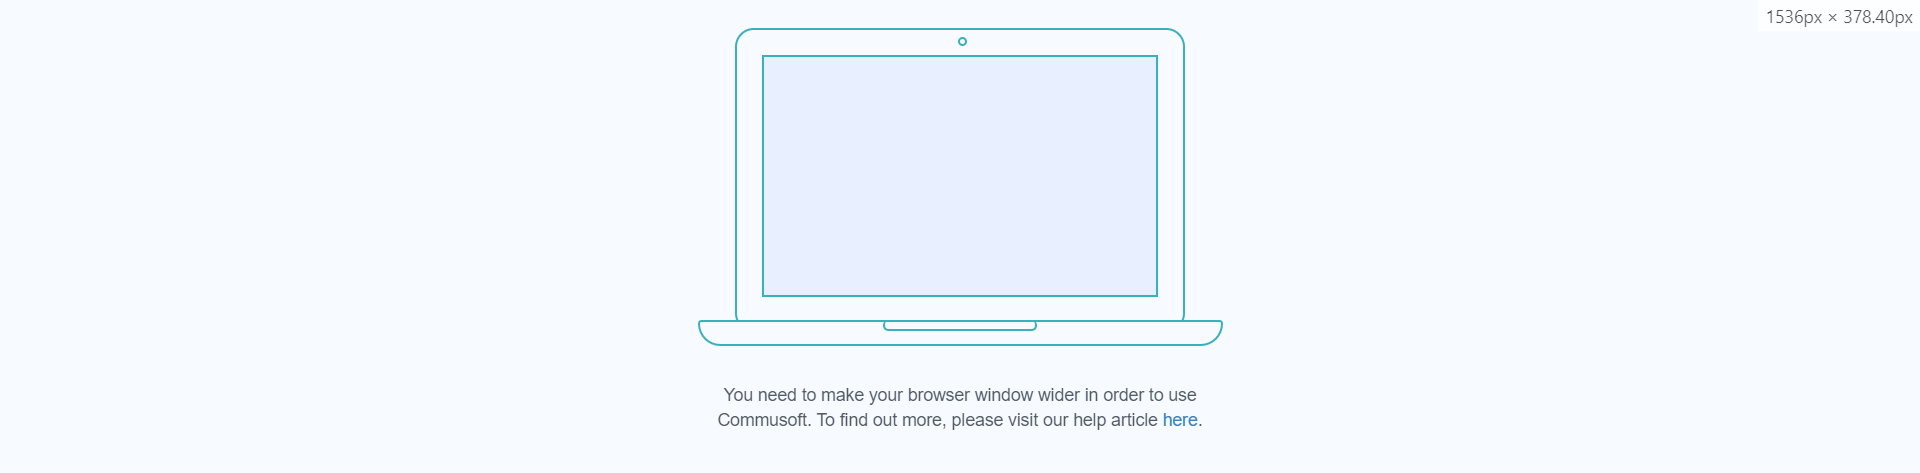 1536px × 378.40px
You need to make your browser window wider in order to use
Commusoft. To find out more, please visit our help article here.